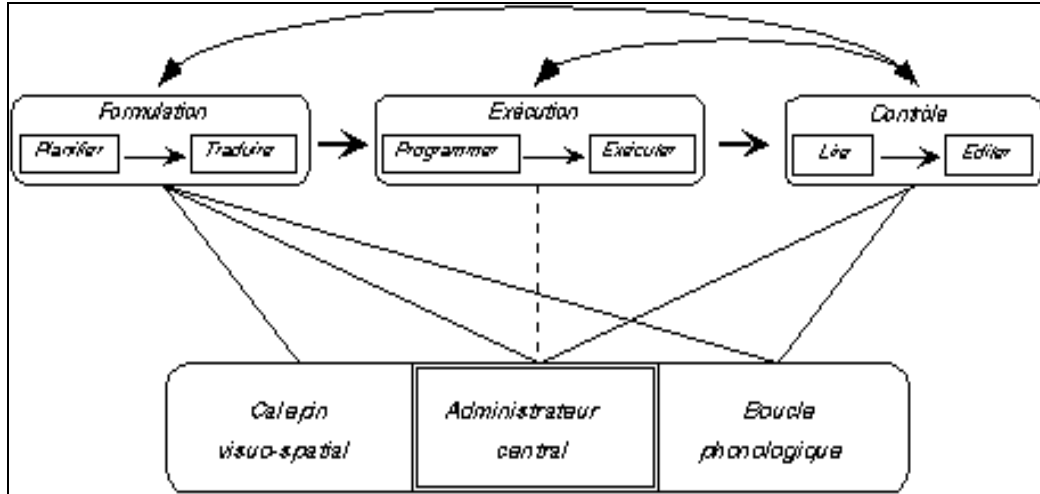 Formulation
Planifier
Traduire
Exécution
Programmer
Exécuter
Contrôle
Lire
Editer
Calepin
visuo-spatial
Administrateur
central
Boucle
phonologique